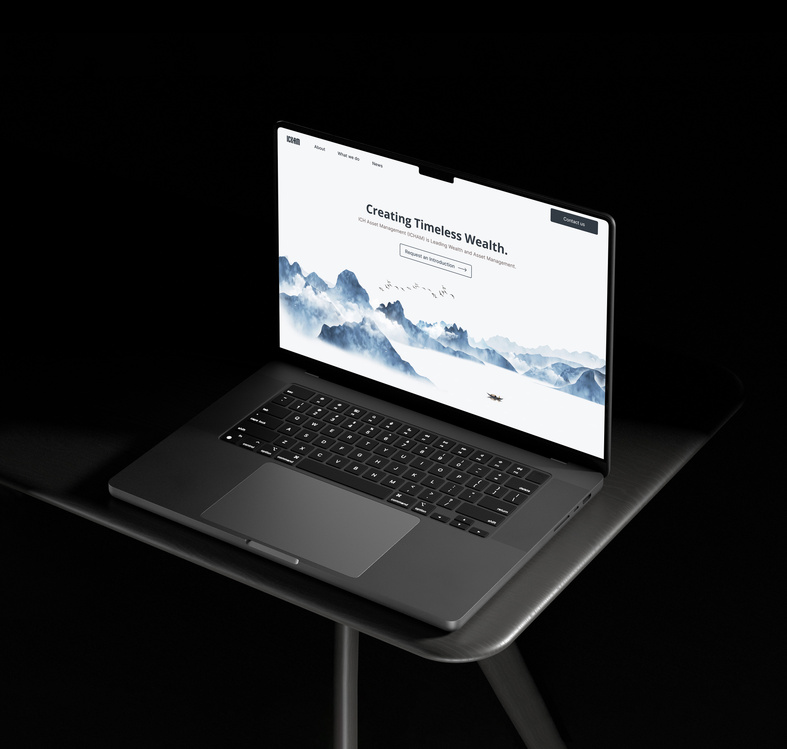 ICHAM
About
What we do
News
Contact us
Creating Timeless Wealth.
ICH Asset Management (ICHAM) is Leading Wealth and Asset Management.
Request an Introduction